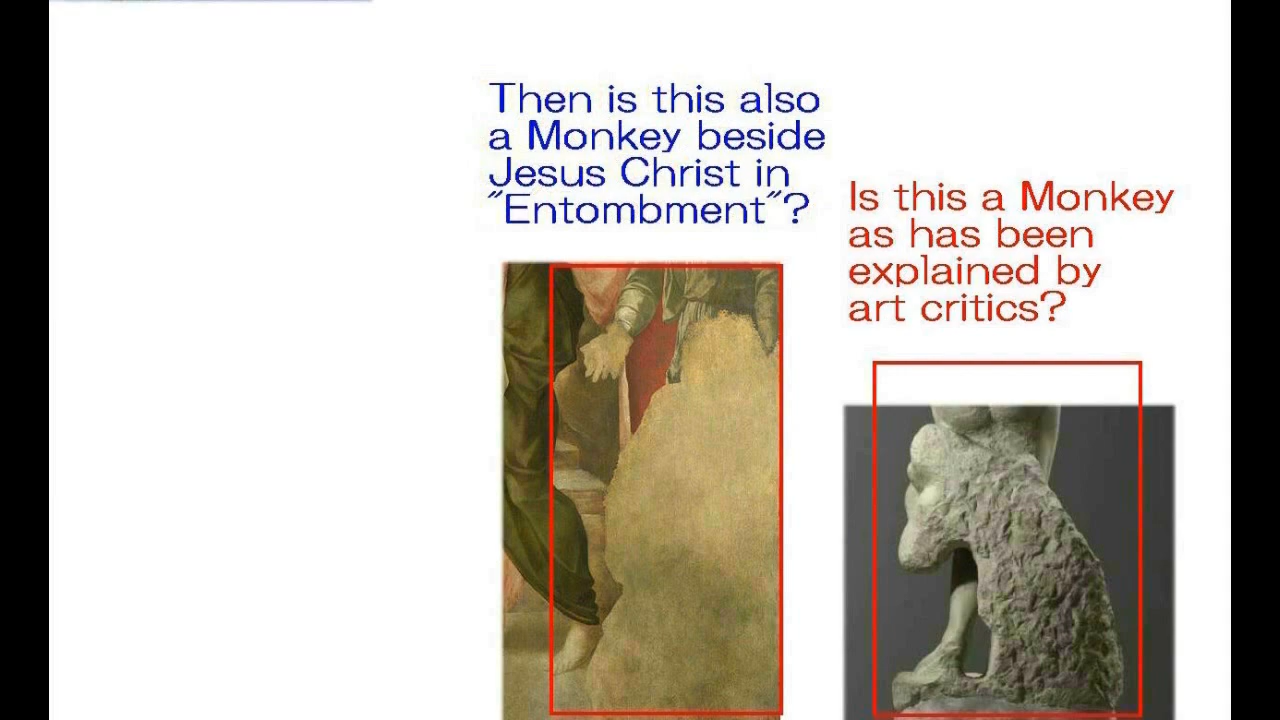 Then is this also
a Monkey beside
Jesus Christ in
"Entombment"?
Is this a Monkey
as has been
explained by
art critics?